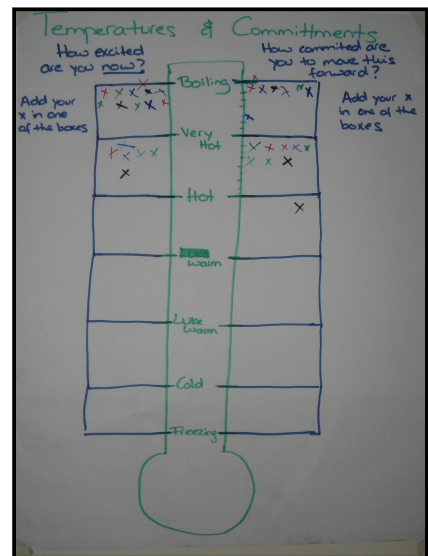 Temperatures & Committments
How excited
are you now?
How commited are
you to move this
forward?
Add your
x in one
of the boxes
Add your x
in one of the
boxes
Boiling
Very
Hot
Hot
Warm
Luke
Warm
Cold
Freezing